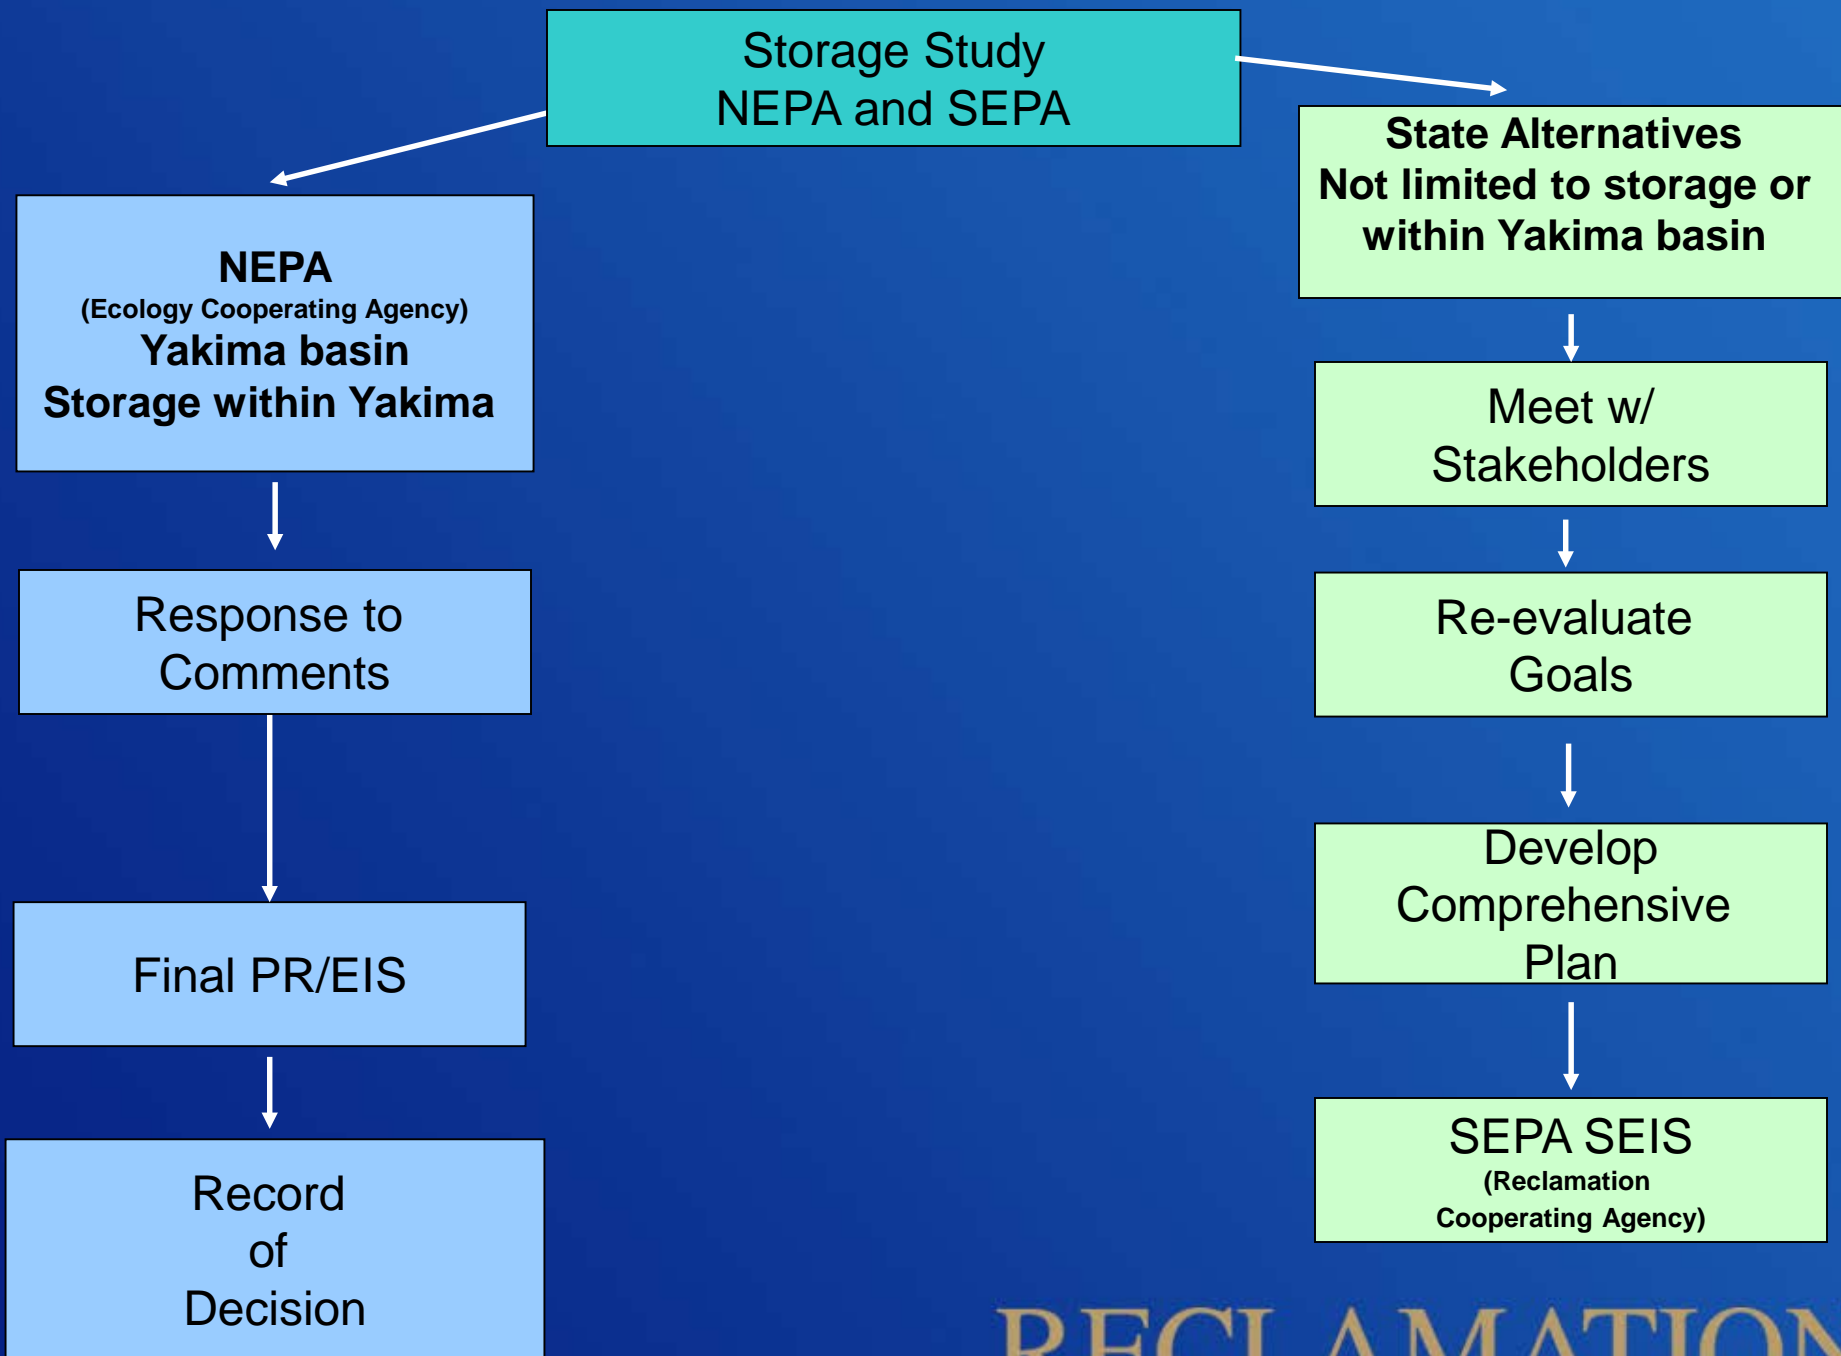 Storage Study
NEPA and SEPA
NEPA
(Ecology Cooperating Agency)
Yakima basin
Storage within Yakima
Response to
Comments
Final PR/EIS
Record
of
Decision
State Alternatives
Not limited to storage or
within Yakima basin
Meet w/
Stakeholders
Re-evaluate
Goals
Develop
Comprehensive
Plan
SEPA SEIS
(Reclamation
Cooperating Agency)
RECLAMATION